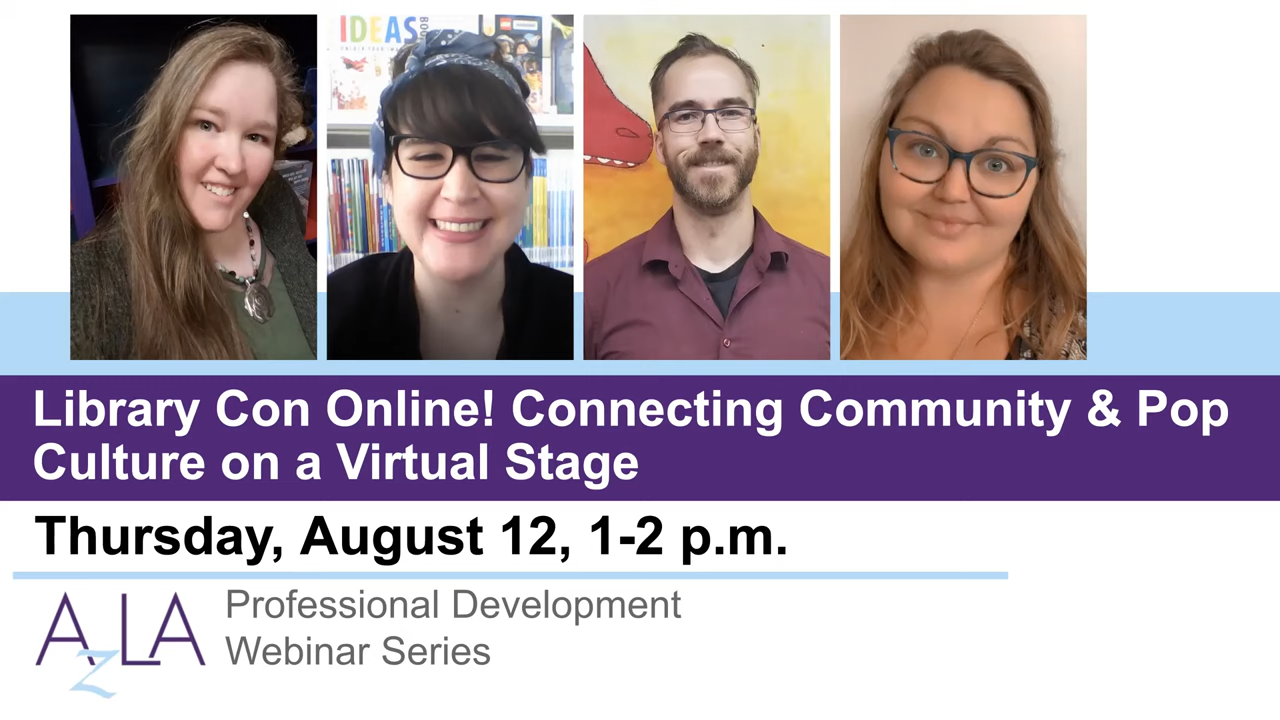 IDEAS
Library Con Online! Connecting Community & Pop
Culture on a Virtual Stage
Thursday, August 12, 1-2 p.m.
AzLA
Professional Development
Webinar Series